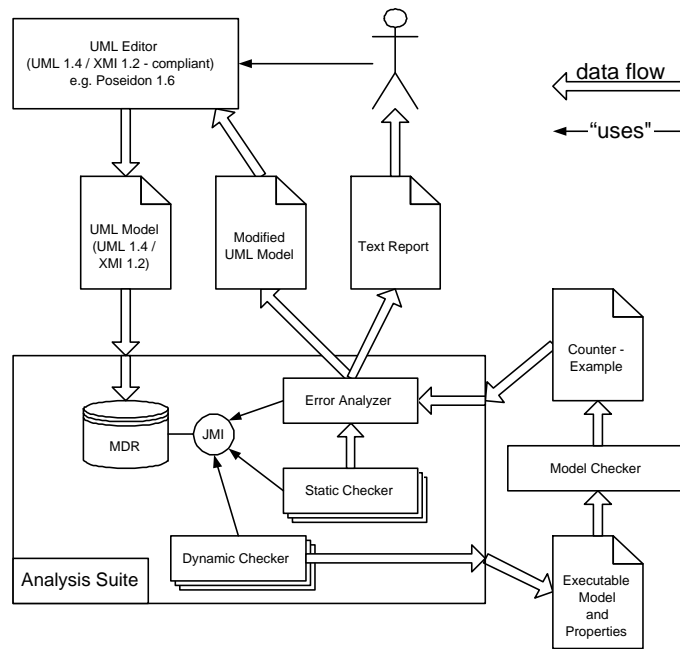 UML Editor
(UML 1.4 / XMI 1.2 - compliant)
e.g. Poseidon 1.6
data flow
“uses"
UML Model
(UML 1.4 /
XMI 1.2)
Modified
UML Model
Text Report
Counter -
Example
Error Analyzer
MDR
JMI
Model Checker
Static Checker
Dynamic Checker
Analysis Suite
Executable
Model
and
Properties